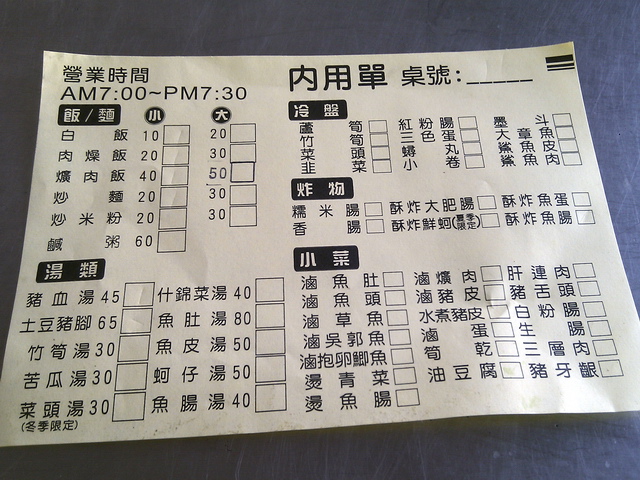 營業時間
AM7:00~PM7:30
內用單 桌號:_____
飯/麵 小 大
白飯 10 20
肉燥飯 20 30
爌肉飯 40 50
炒麵 20 30
炒米粉 20 30
鹹粥 60
湯類
豬血湯 45 什錦菜湯 40
土豆豬腳 65 魚肚湯 80
竹筍湯 30 魚皮湯 50
苦瓜湯 30 蚵仔湯 50
菜頭湯 30 魚腸湯 40
(冬季限定)
冷盤
蘆筍 紅粉腸 墨斗
竹筍 三色蛋 大章魚
菜頭 蟳丸 鯊魚皮
韭菜 小卷 鯊魚肉
炸物
糯米腸 酥炸大肥腸 酥炸魚蛋
香腸 酥炸鮮蚵(夏季限定) 酥炸魚腸
小菜
滷魚肚 滷爌肉 肝連肉
滷魚頭 滷豬皮 豬舌頭
滷草魚 水煮豬皮 白粉腸
滷吳郭魚 滷蛋 生腸
滷抱卵鯽魚 筍乾 三層肉
燙青菜 油豆腐 豬牙齦
燙魚腸